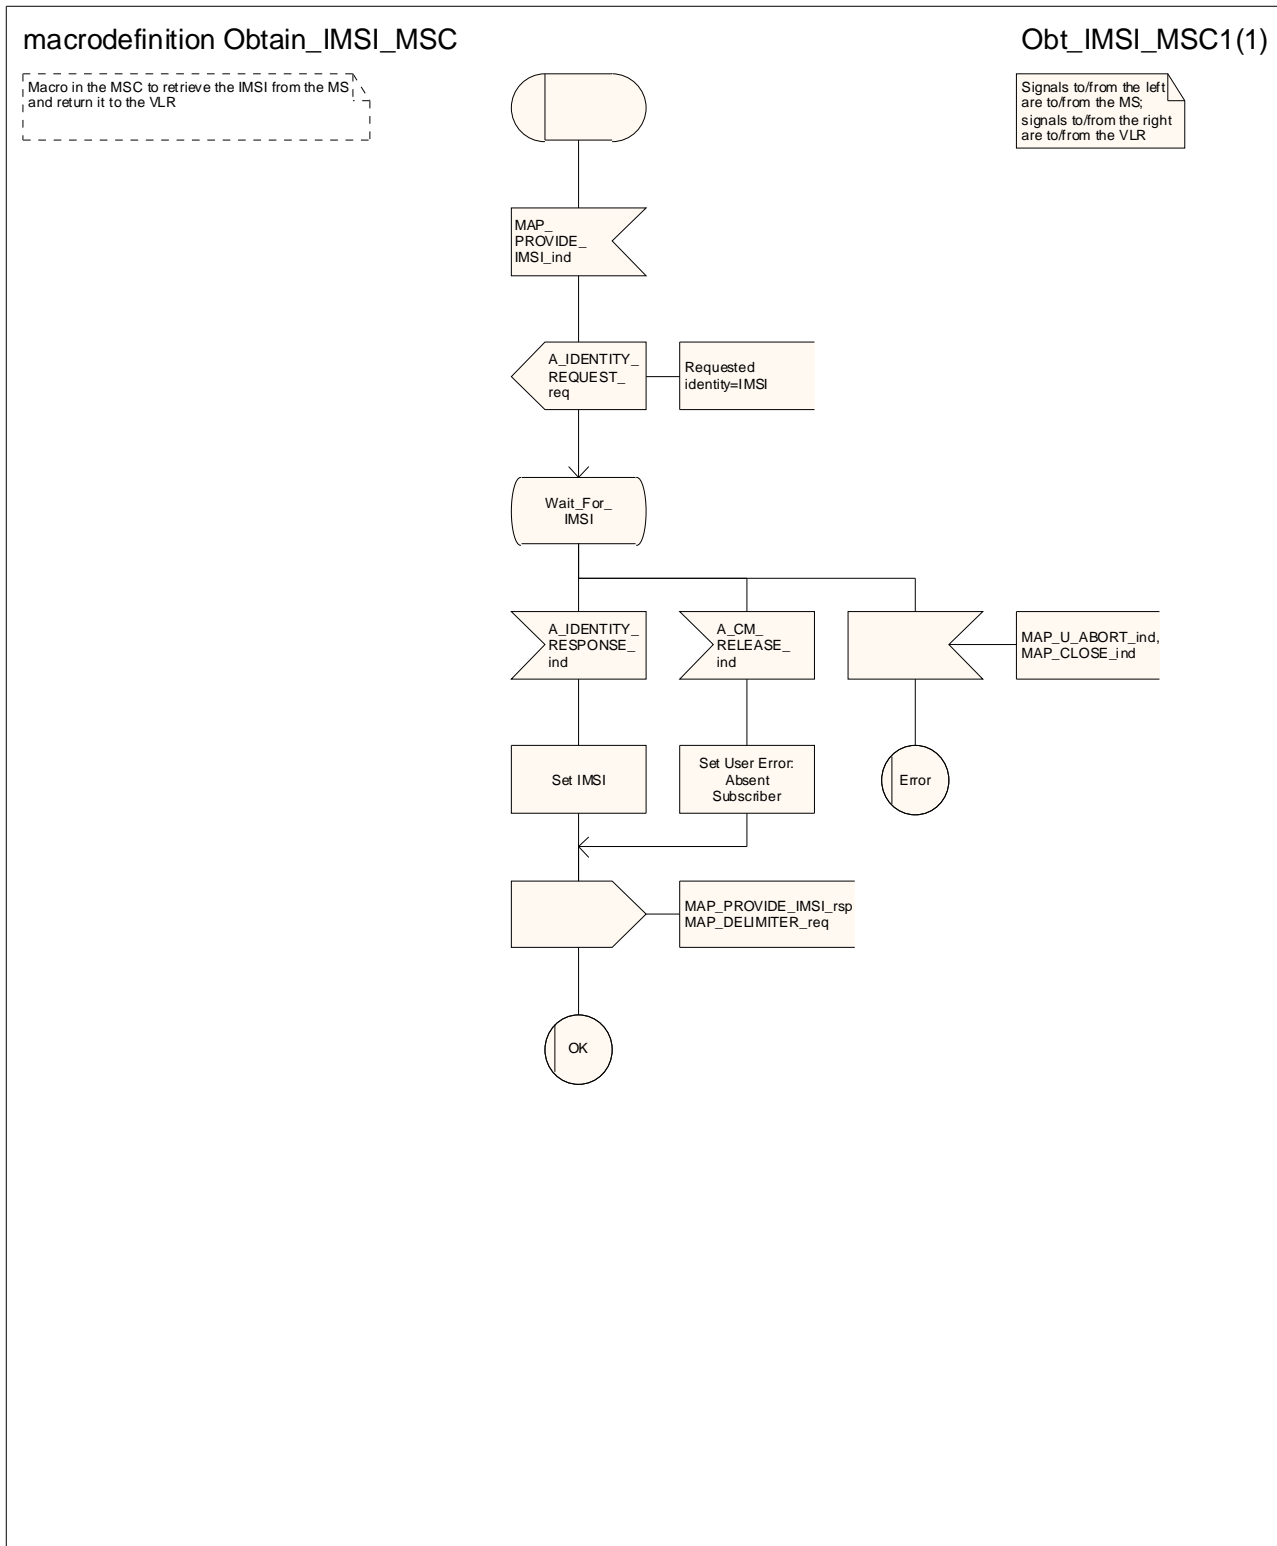 macrodefinition Obtain_IMSI_MSC
Obt_IMSI_MSC1(1)
Macro in the MSC to retrieve the IMSI from the MS
and return it to the VLR
Signals to/from the left
are to/from the MS;
signals to/from the right
are to/from the VLR
MAP_
PROVIDE_
IMSI_ind
A_IDENTITY_
REQUEST_
req
Requested
identity=IMSI
Wait_For_
IMSI
A_IDENTITY_
RESPONSE_
ind
A_CM_
RELEASE_
ind
MAP_U_ABORT_ind,
MAP_CLOSE_ind
Set IMSI
Set User Error:
Absent
Subscriber
Error
MAP_PROVIDE_IMSI_rsp
MAP_DELIMITER_req
OK